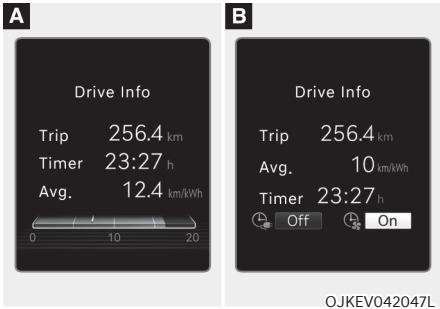 A
Drive Info
Trip 256.4 km
Timer 23:27 h
Avg. 12.4 km/kWh
0 10 20
B
Drive Info
Trip 256.4 km
Avg. 10 km/kWh
Timer 23:27 h
Off On
OJKEV042047L